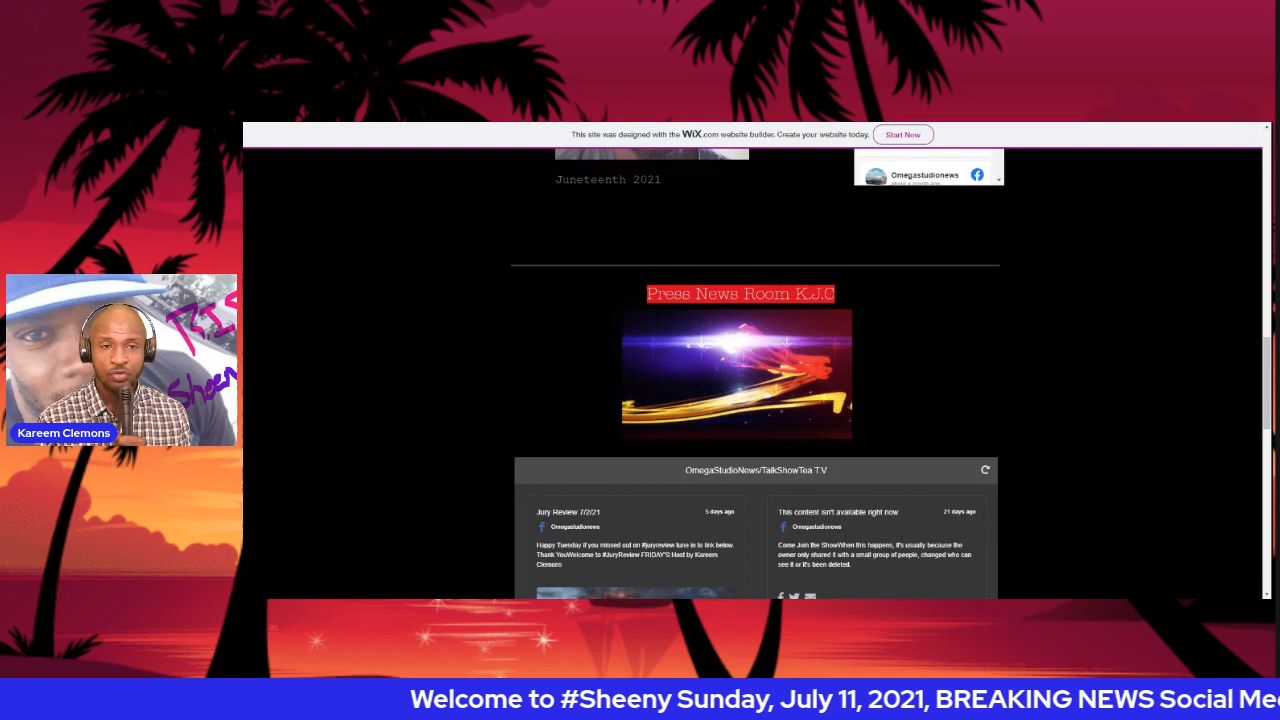 This site was designed with the WiX.com website builder. Create your website today.
Start Now
Juneteenth 2021
Omegastudionews
about a month ago
Press News Room K.J.C
OmegaStudioNews/TalkShowTea T.V
Jury Review 7/2/21
5 days ago
Omegastudionews
Happy Tuesday if you missed out on #juryreview tune in to link below.
Thank YouWelcome to #JuryReview FRIDAY'S Host by Kareem
Clemons
This content isn't available right now
21 days ago
Omegastudionews
Come Join the ShowWhen this happens, it's usually because the
owner only shared it with a small group of people, changed who can
see it or it's been deleted.
Kareem Clemons
Welcome to #Sheeny Sunday, July 11, 2021, BREAKING NEWS Social Me